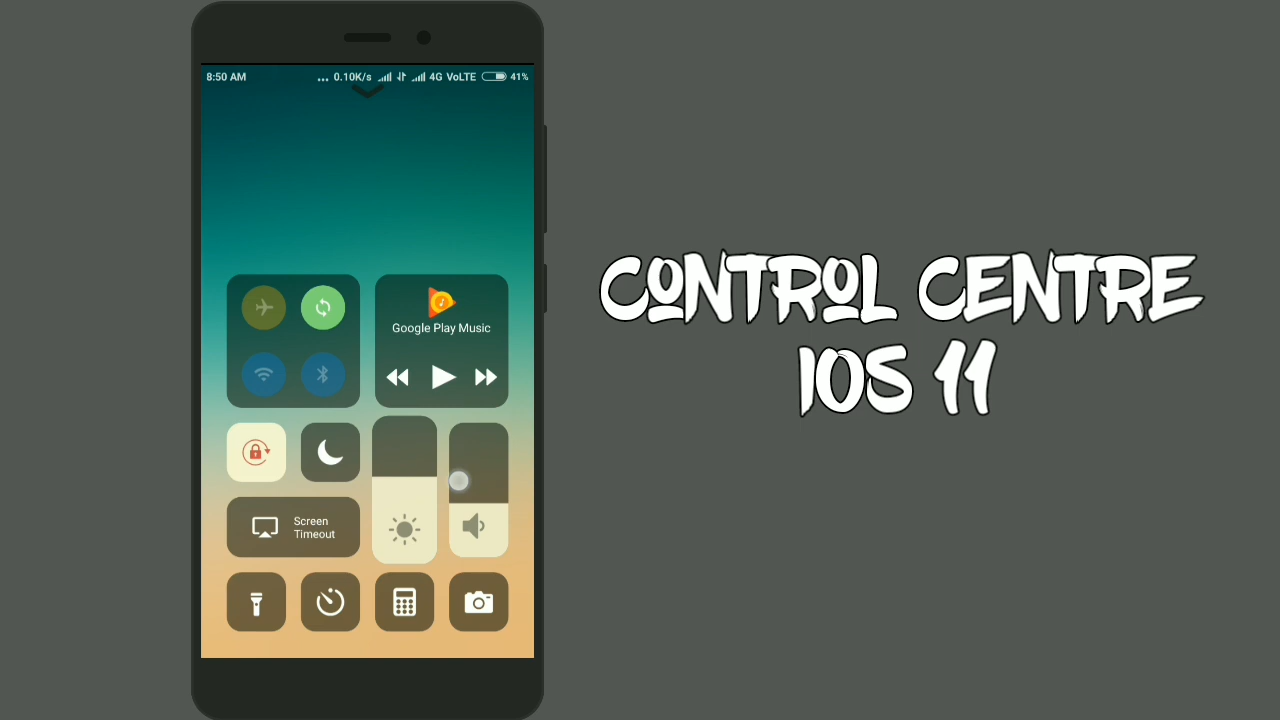 8:50 AM ... 0.10K/s 4G VoLTE 41%
Google Play Music
Screen
Timeout
CONTROL CENTRE
IOS 11